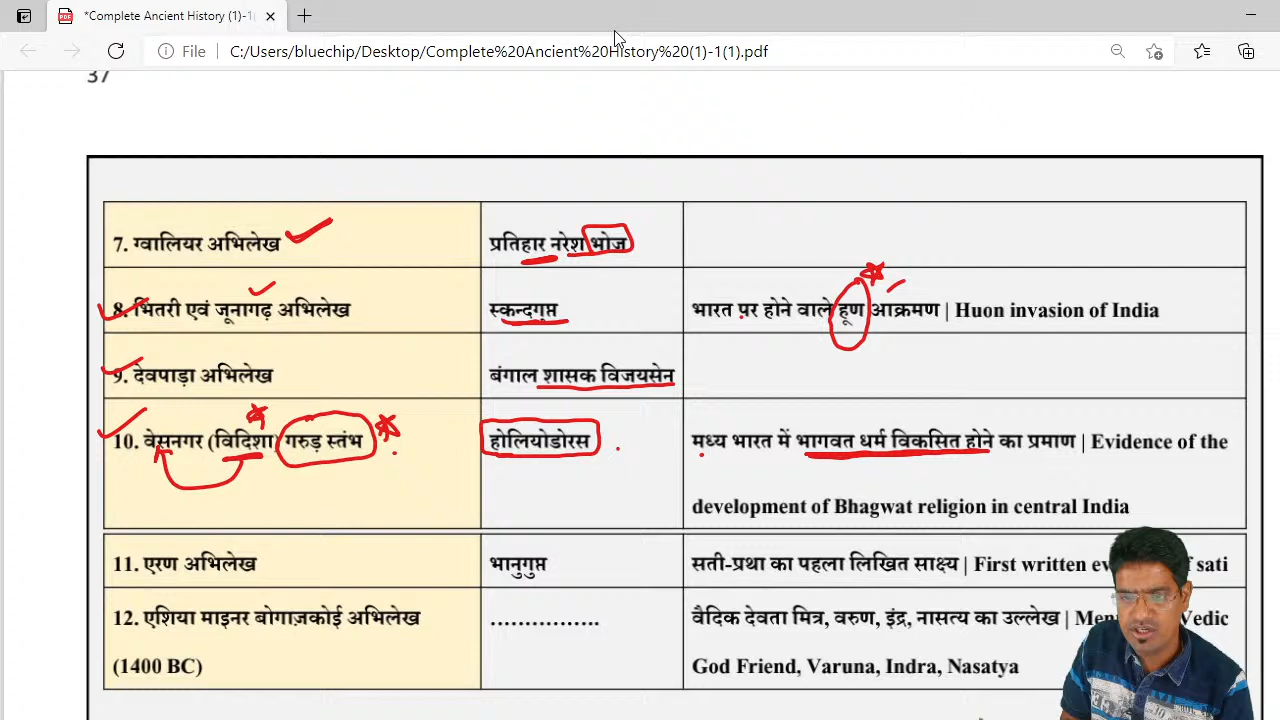 *Complete Ancient History (1)-1(
File C:/Users/bluechip/Desktop/Complete%20Ancient%20History%20(1)-1(1).pdf
37
7. ग्वालियर अभिलेख प्रतिहार नरेश भोज
8. भितरी एवं जूनागढ़ अभिलेख स्कन्दगुप्त भारत पर होने वाले हूण आक्रमण | Huon invasion of India
9. देवपाड़ा अभिलेख बंगाल शासक विजयसेन
10. वेसनगर (विदिशा) गरुड़ स्तंभ होलियोडोरस मध्य भारत में भागवत धर्म विकसित होने का प्रमाण | Evidence of the
development of Bhagwat religion in central India
11. एरण अभिलेख भानुगुप्त सती-प्रथा का पहला लिखित साक्ष्य | First written sati
12. एशिया माइनर बोगाज़कोई अभिलेख ................ वैदिक देवता मित्र, वरुण, इंद्र, नासत्य का उल्लेख | Vedic
(1400 BC) God Friend, Varuna, Indra, Nasatya